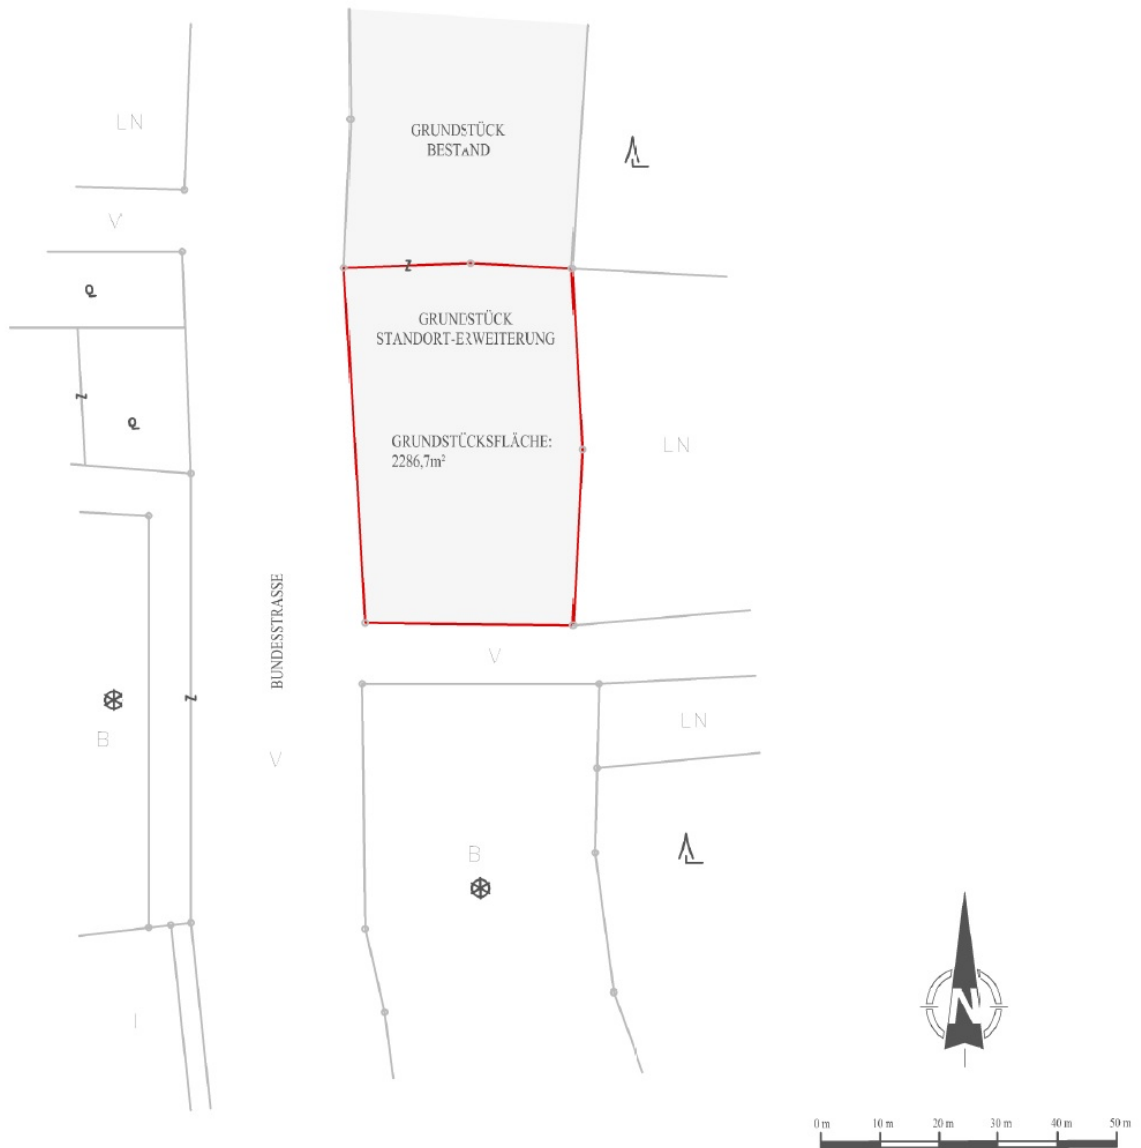 LN
GRUNDSTÜCK
BESTAND
V
Z
Q
GRUNDSTÜCK
STANDORT-ERWEITERUNG
Z
Q
GRUNDSTÜCKSFLÄCHE:
2286,7m²
LN
BUNDESSTRASSE
V
Z
B
LN
V
B
I
N
0 m 10 m 20 m 30 m 40 m 50 m